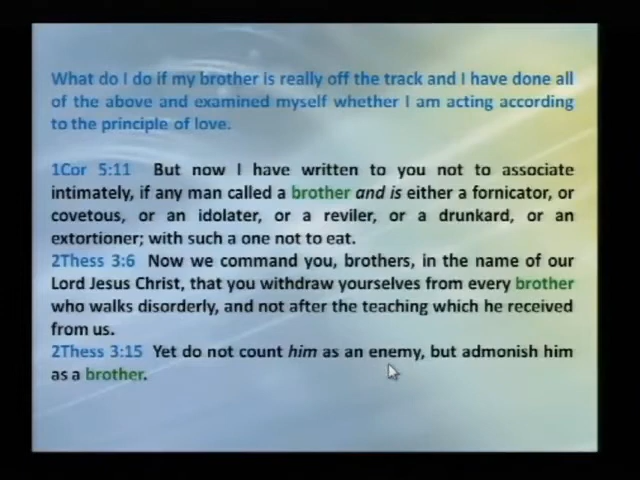 What do I do if my brother is really off the track and I have done all
of the above and examined myself whether I am acting according
to the principle of love.
1Cor 5:11 But now I have written to you not to associate
intimately, if any man called a brother and is either a fornicator, or
covetous, or an idolater, or a reviler, or a drunkard, or an
extortioner; with such a one not to eat.
2Thess 3:6 Now we command you, brothers, in the name of our
Lord Jesus Christ, that you withdraw yourselves from every brother
who walks disorderly, and not after the teaching which he received
from us.
2Thess 3:15 Yet do not count him as an enemy, but admonish him
as a brother.